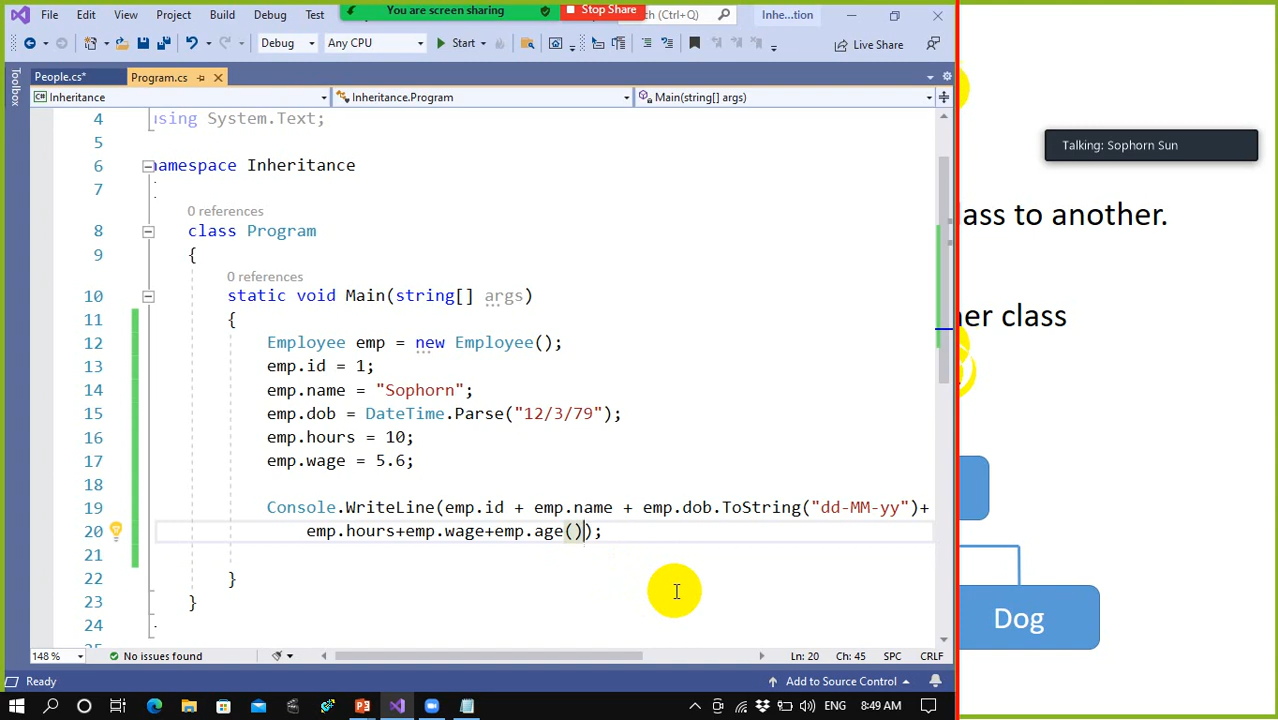 You are screen sharing
Stop Share
File Edit View Project Build Debug Test
ch (Ctrl+Q)
Inhe...tion
Debug
Any CPU
Start
Live Share
People.cs*
Program.cs
Toolbox
Inheritance
Inheritance.Program
Main(string[] args)
4 using System.Text;
5
6 namespace Inheritance
7
0 references
8 class Program
9 {
0 references
10 static void Main(string[] args)
11 {
12 Employee emp = new Employee();
13 emp.id = 1;
14 emp.name = "Sophorn";
15 emp.dob = DateTime.Parse("12/3/79");
16 emp.hours = 10;
17 emp.wage = 5.6;
18
19 Console.WriteLine(emp.id + emp.name + emp.dob.ToString("dd-MM-yy")+
20 emp.hours+emp.wage+emp.age());
21
22 }
23 }
24
148 %
No issues found
Ln: 20 Ch: 45 SPC CRLF
Ready
Add to Source Control
ENG
8:49 AM
Talking: Sophorn Sun
lass to another.
her class
Dog